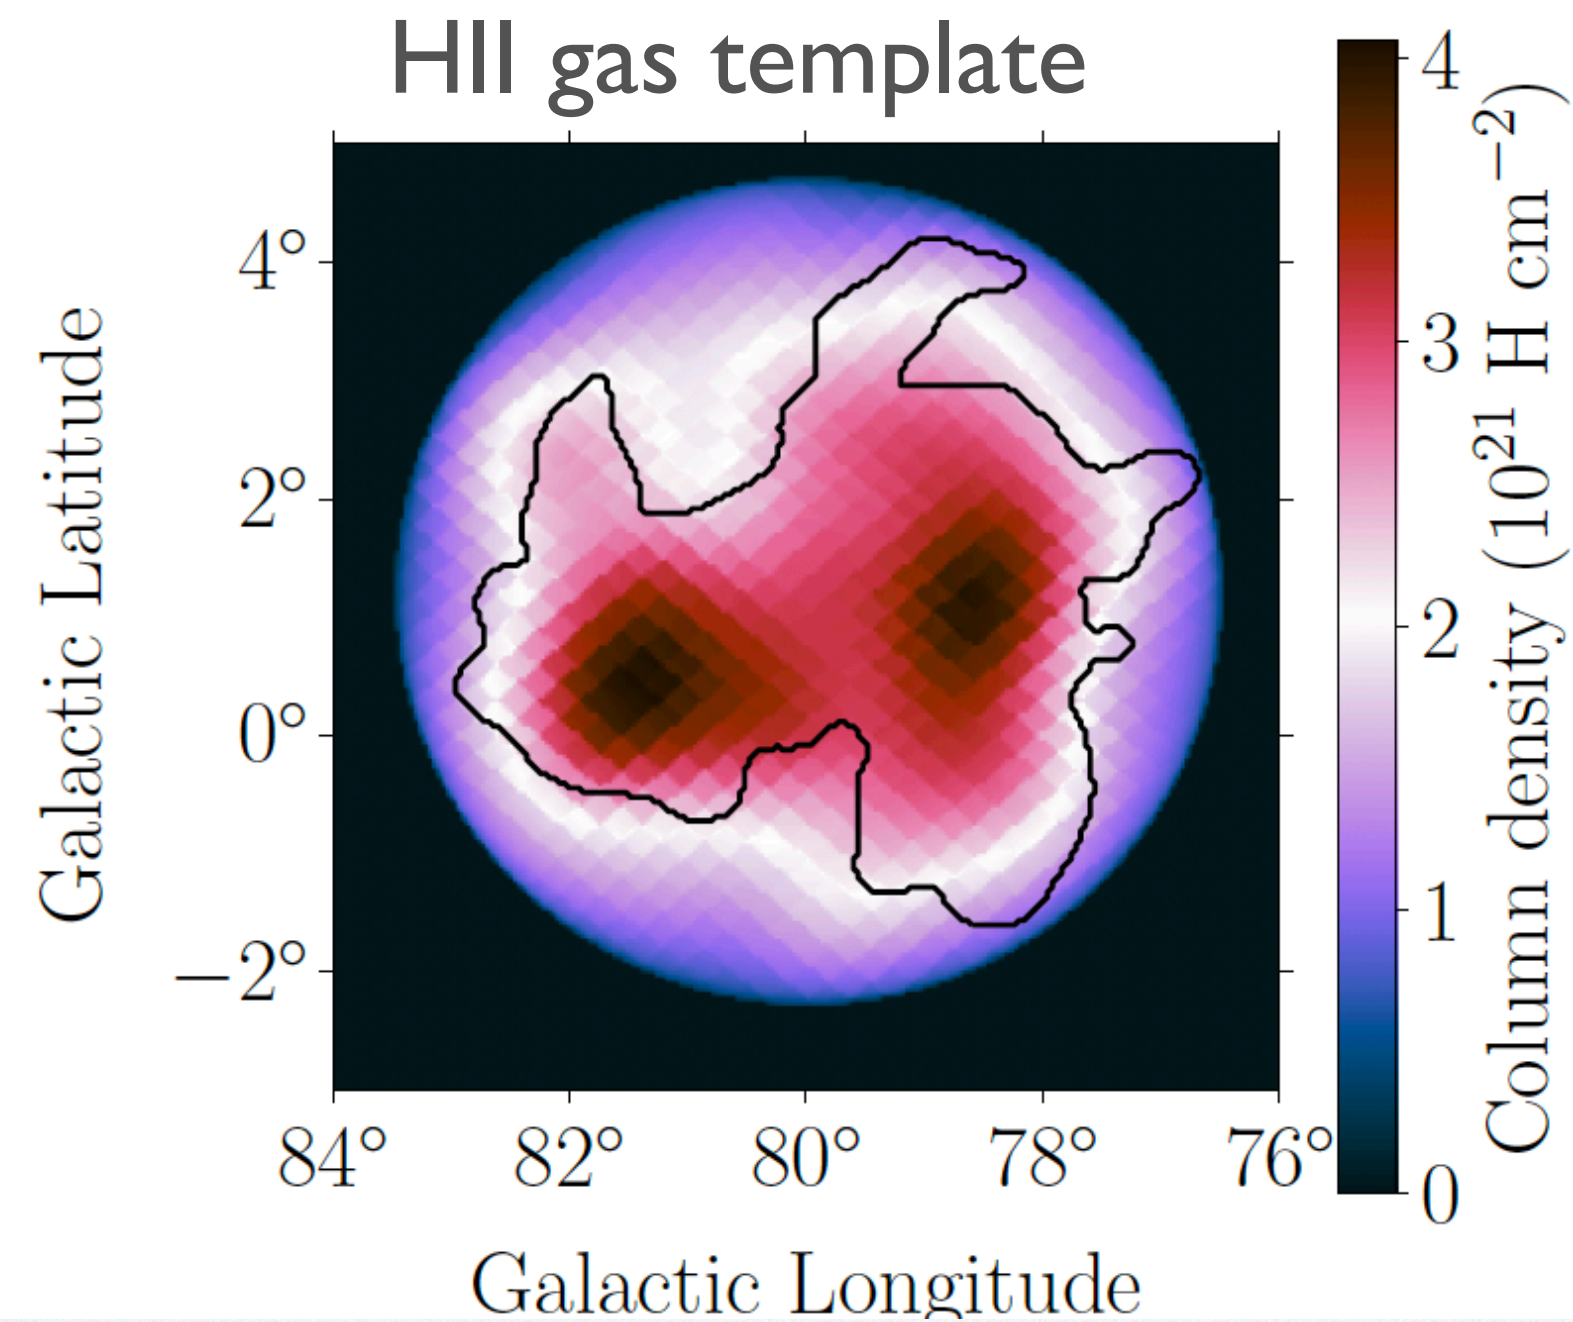 HII gas template
4°
2°
0°
−2°
Galactic Latitude
84° 82° 80° 78° 76°
Galactic Longitude
4
3
2
1
0
Column density (10²¹ H cm⁻²)